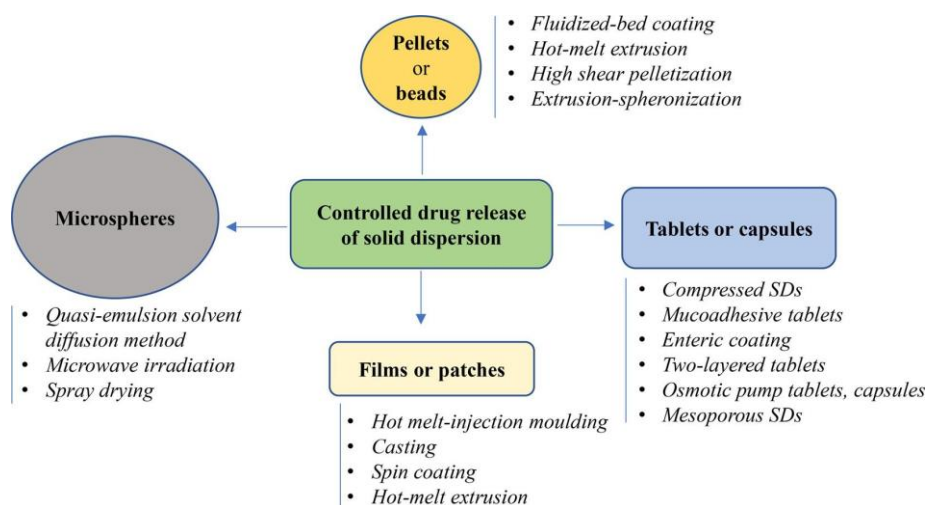 Pellets
or
beads
• Fluidized-bed coating
• Hot-melt extrusion
• High shear pelletization
• Extrusion-spheronization
Microspheres
Controlled drug release
of solid dispersion
Tablets or capsules
• Quasi-emulsion solvent
diffusion method
• Microwave irradiation
• Spray drying
Films or patches
• Hot melt-injection moulding
• Casting
• Spin coating
• Hot-melt extrusion
• Compressed SDs
• Mucoadhesive tablets
• Enteric coating
• Two-layered tablets
• Osmotic pump tablets, capsules
• Mesoporous SDs